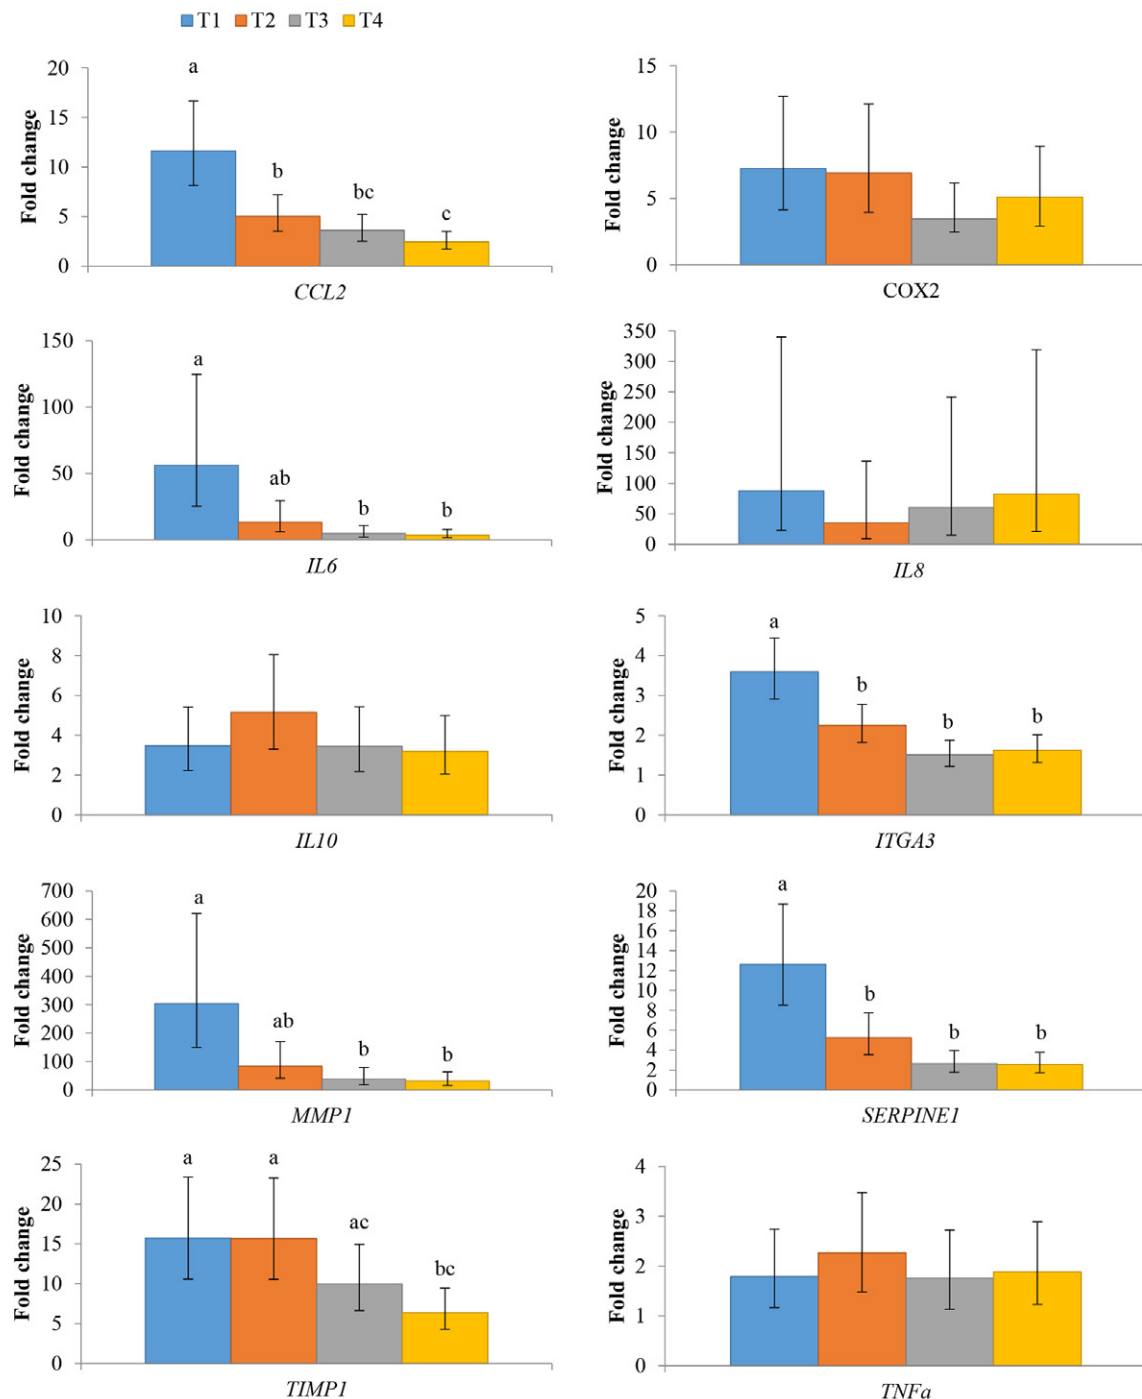 T1 T2 T3 T4
Fold change
20
15
10
5
0
a
b
bc
c
CCL2
Fold change
15
10
5
0
COX2
Fold change
150
100
50
0
a
ab
b
b
IL6
Fold change
350
300
250
200
150
100
50
0
IL8
Fold change
10
8
6
4
2
0
IL10
Fold change
5
4
3
2
1
0
a
b
b
b
ITGA3
Fold change
700
600
500
400
300
200
100
0
a
ab
b
b
MMP1
Fold change
20
18
16
14
12
10
8
6
4
2
0
a
b
b
b
SERPINE1
Fold change
25
20
15
10
5
0
a
a
ac
bc
TIMP1
Fold change
4
3
2
1
0
TNFa